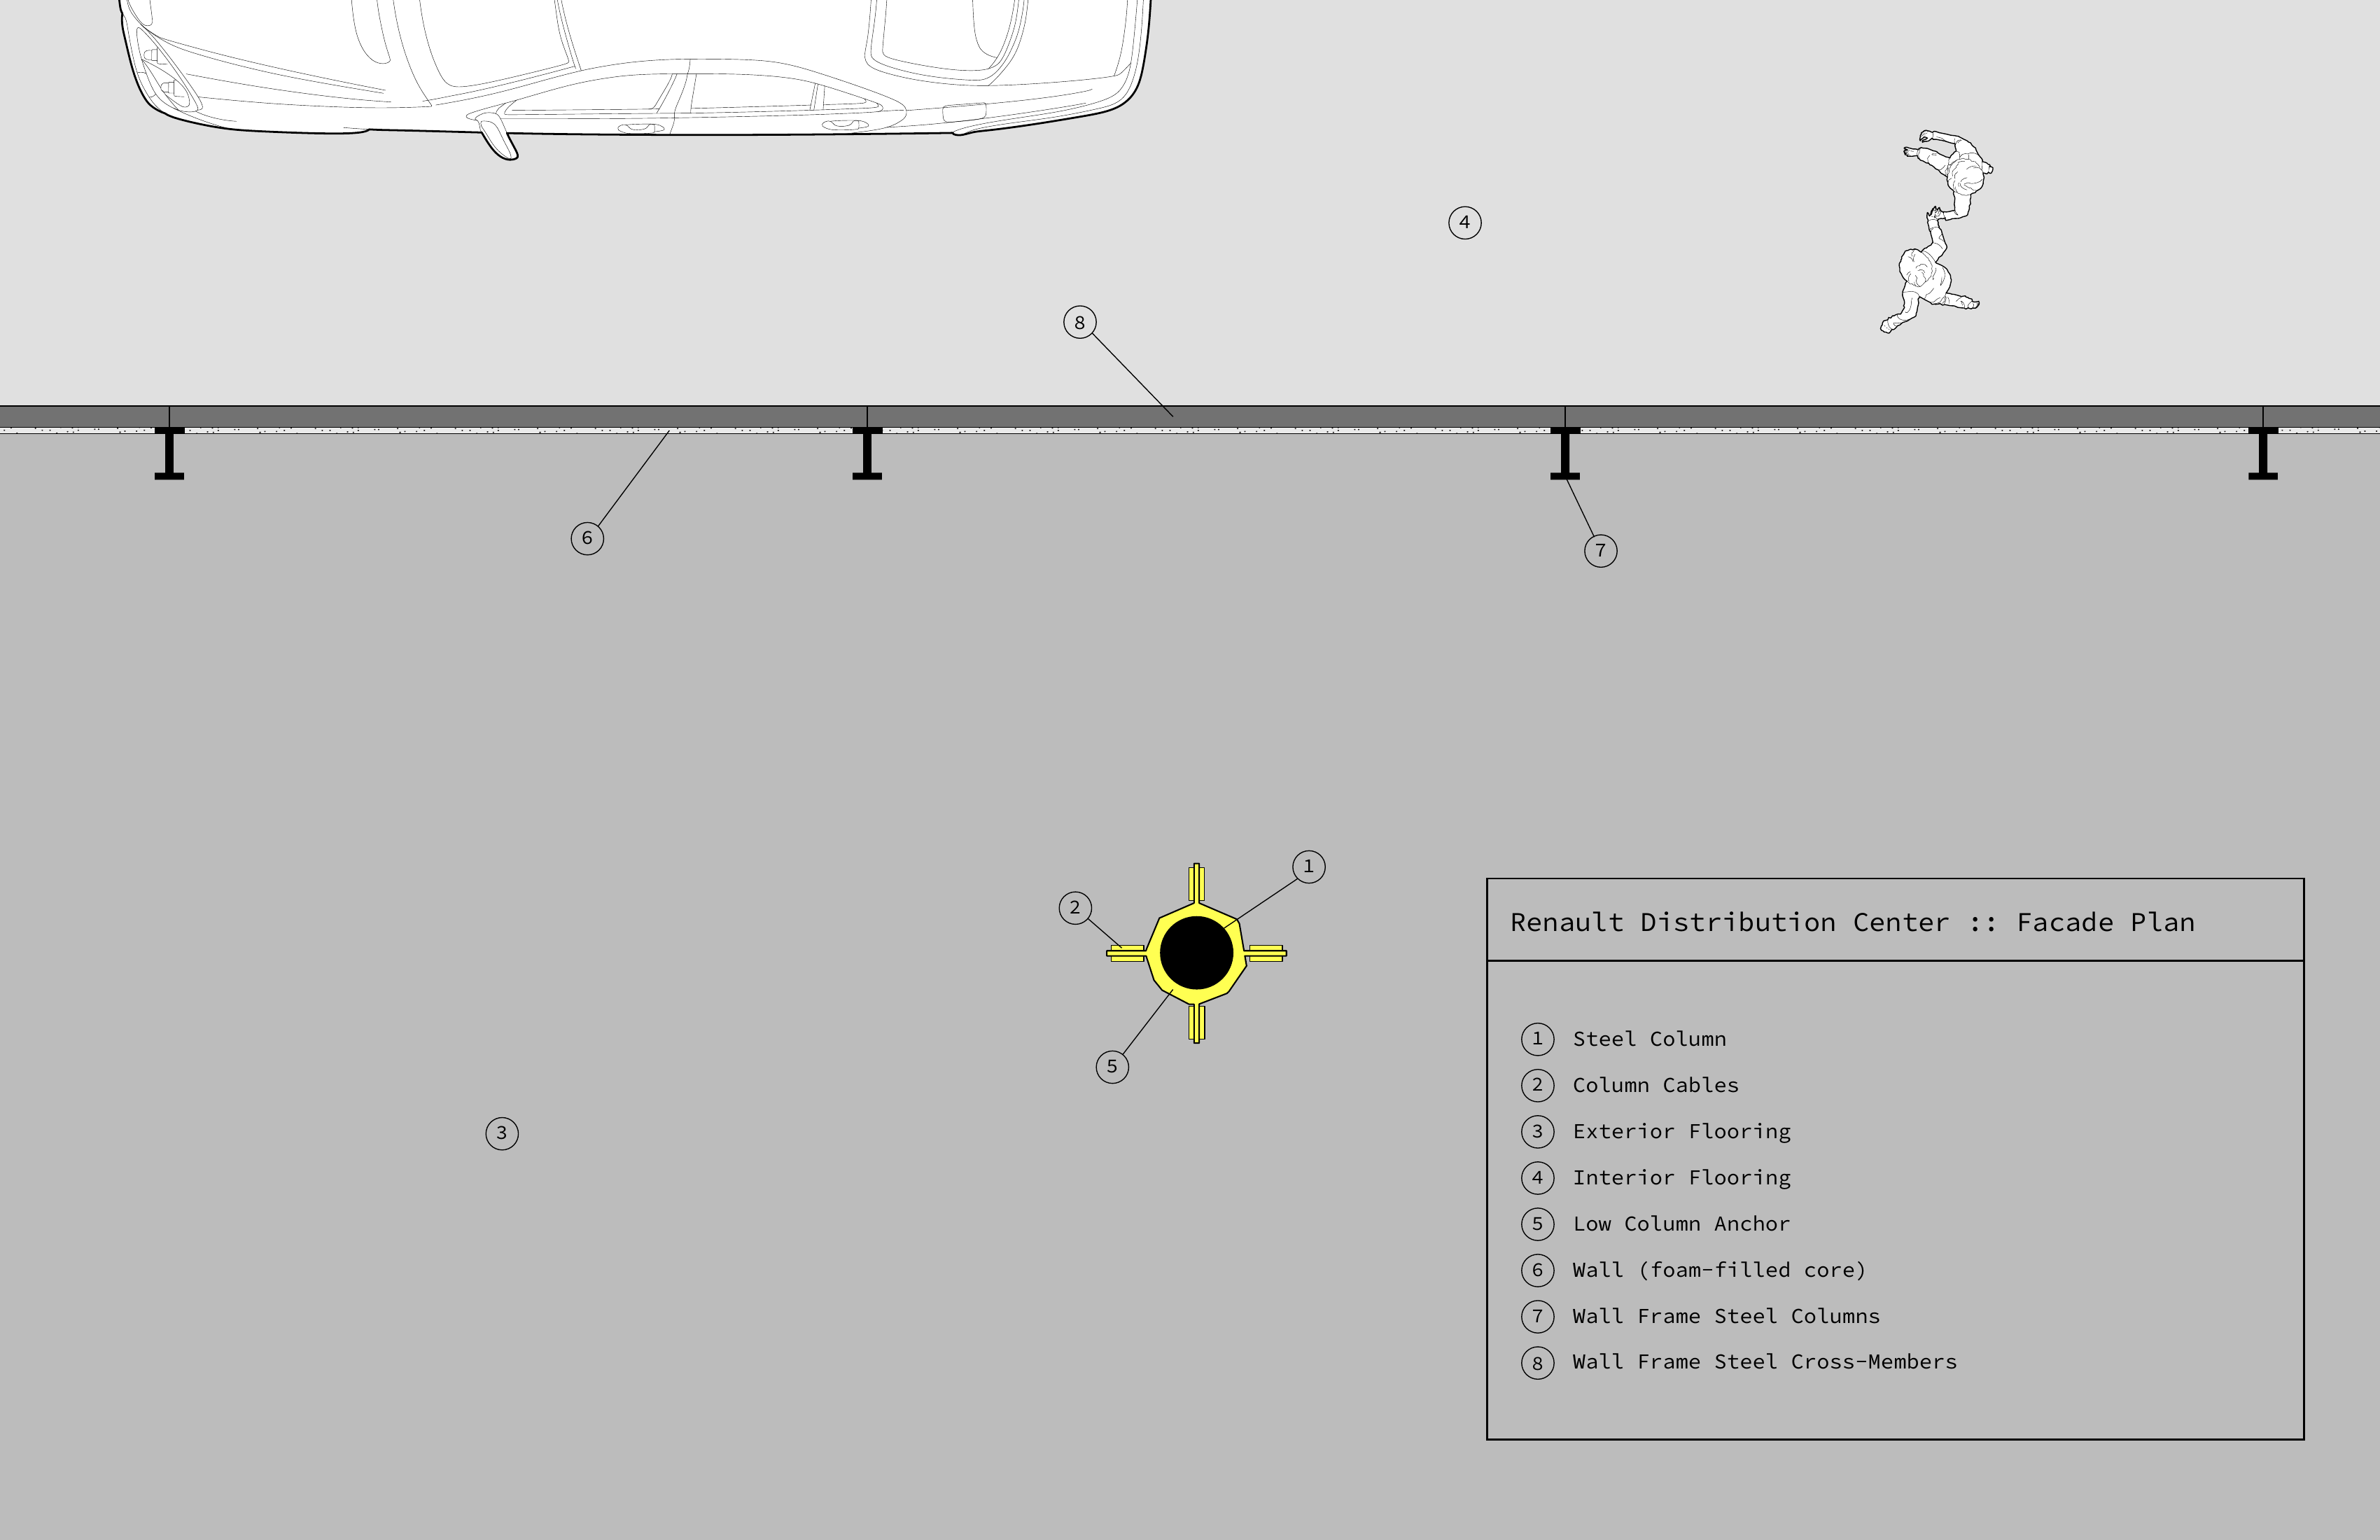 4
8
6
7
1
2
5
3
Renault Distribution Center :: Facade Plan
1 Steel Column
2 Column Cables
3 Exterior Flooring
4 Interior Flooring
5 Low Column Anchor
6 Wall (foam-filled core)
7 Wall Frame Steel Columns
8 Wall Frame Steel Cross-Members